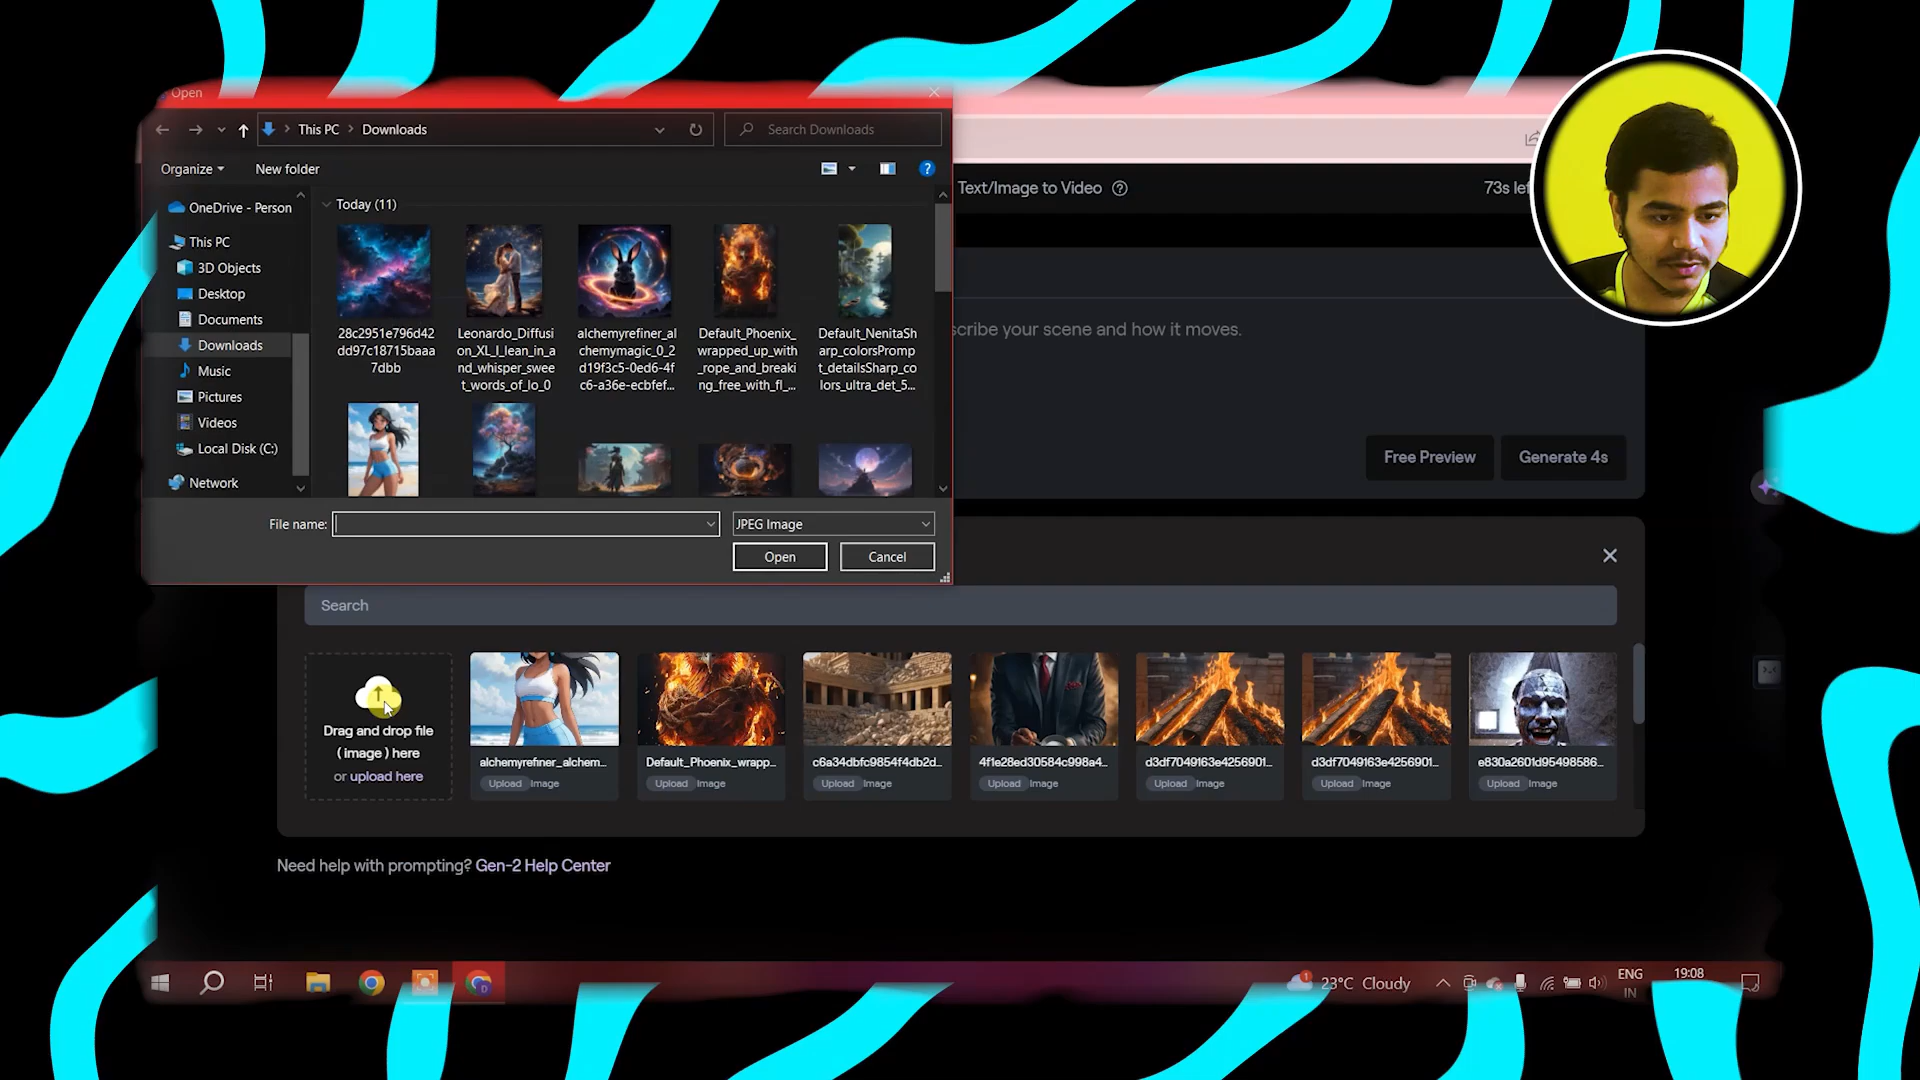 Open
This PC
Downloads
Search Downloads
Organize
New folder
?
OneDrive - Person
This PC
3D Objects
Desktop
Documents
Downloads
Music
Pictures
Videos
Local Disk (C:)
Network
Today (11)
28c2951e796d42
dd97c18715baaa
7dbb
Leonardo_Diffusi
on_XL_I_lean_in_a
nd_whisper_swee
t_words_of_lo_0
alchemyrefiner_al
chemymagic_0_2
d19f3c5-0ed6-4f
c6-a36e-ecbfef...
Default_Phoenix_
wrapped_up_with
_rope_and_breaki
ng_free_with_fl_...
Default_NenitaSh
arp_colorsPromp
t_detailsSharp_co
lors_ultra_det_5...
File name:
JPEG Image
Open
Cancel
Text/Image to Video ?
73s lef
scribe your scene and how it moves.
Free Preview
Generate 4s
Search
Drag and drop file
( image ) here
or upload here
alchemyrefiner_alchem...
Upload Image
Default_Phoenix_wrapp...
Upload Image
c6a34dbfc9854f4db2d...
Upload Image
4f1e28ed30584c998a4...
Upload Image
d3df7049163e4256901...
Upload Image
d3df7049163e4256901...
Upload Image
e830a2601d95498586...
Upload Image
Need help with prompting? Gen-2 Help Center
1
23°C Cloudy
ENG
IN
19:08